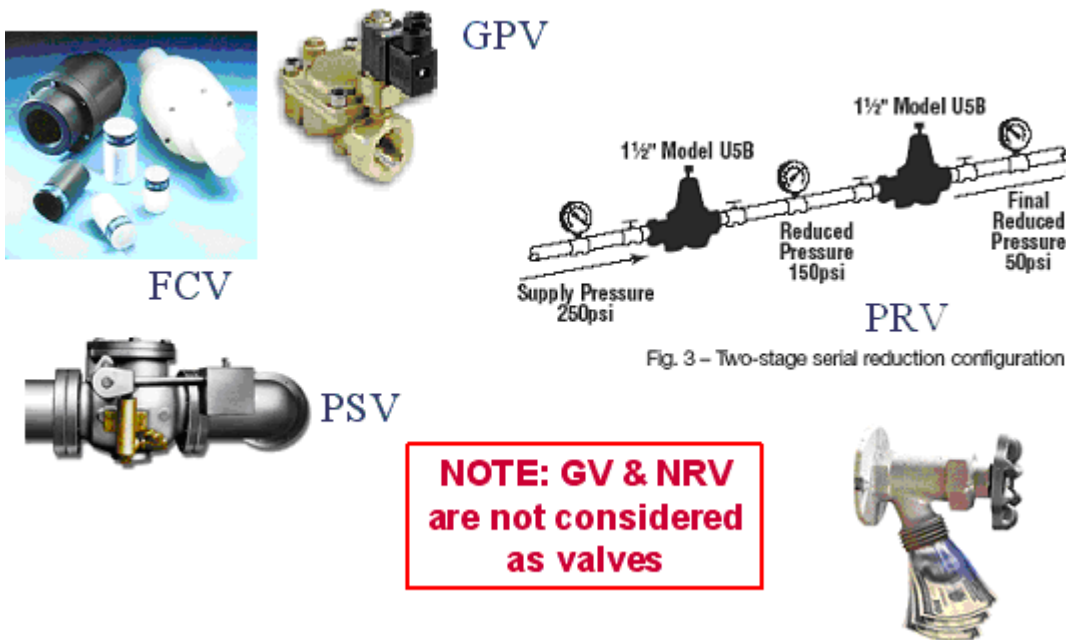 GPV
FCV
1½" Model U5B
1½" Model U5B
Supply Pressure
250psi
Reduced
Pressure
150psi
Final
Reduced
Pressure
50psi
PRV
Fig. 3 – Two-stage serial reduction configuration
PSV
NOTE: GV & NRV
are not considered
as valves